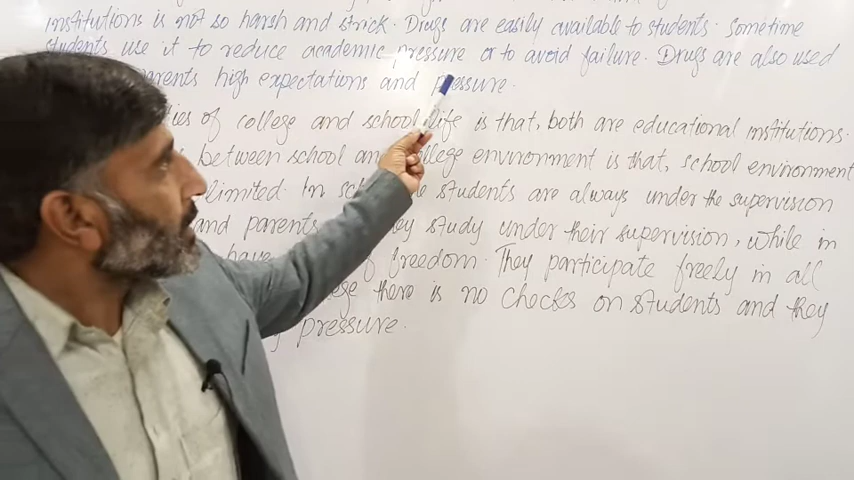 institutions is not so harsh and strick. Drugs are easily available to students. Sometime
students use it to reduce academic pressure or to avoid failure. Drugs are also used
parents high expectations and pressure.
ies of college and school life is that, both are educational institutions.
between school and college environment is that, school environment
limited. In students are always under the supervision
and parents they study under their supervision, while in
have freedom. They participate freely in all
there is no checks on students and they
pressure.